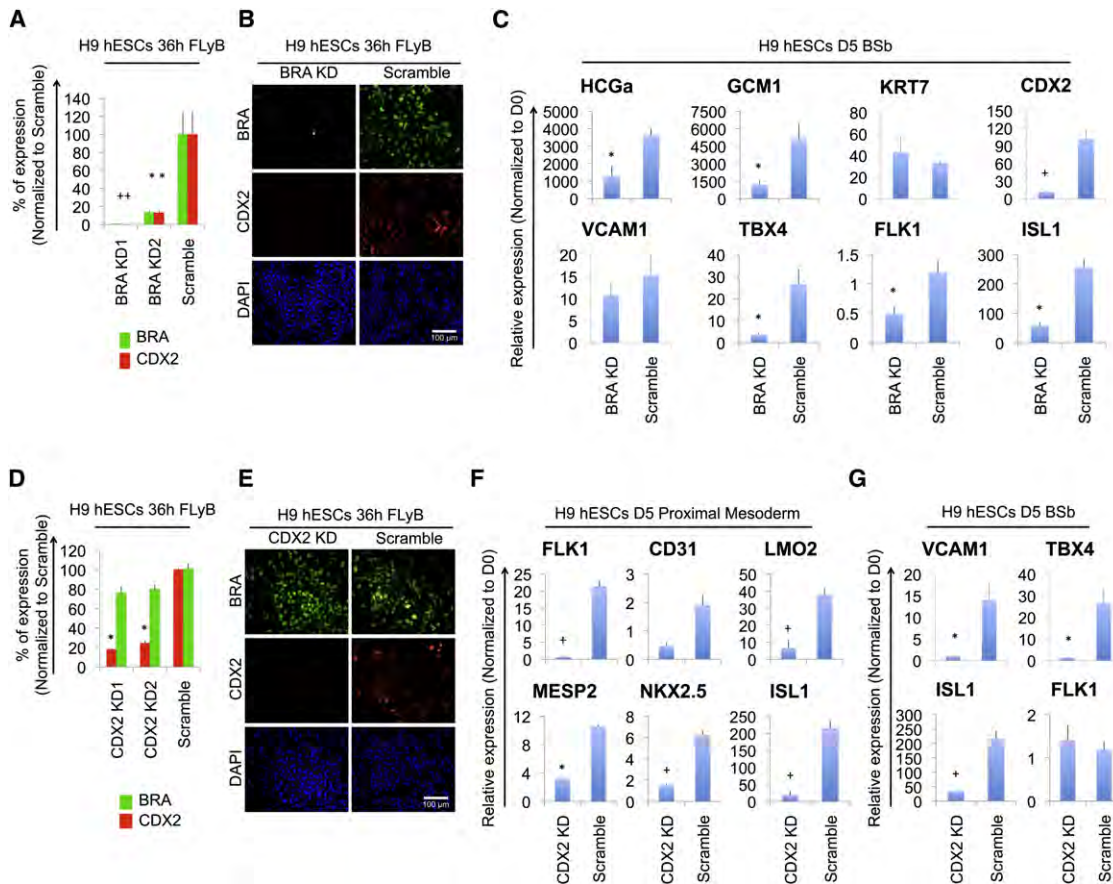 A
H9 hESCs 36h FLyB
% of expression
(Normalized to Scramble)
140
120
100
80
60
40
20
0
++
* *
BRA KD1
BRA KD2
Scramble
BRA
CDX2
B
H9 hESCs 36h FLyB
BRA KD Scramble
BRA
CDX2
DAPI
100 µm
C
H9 hESCs D5 BSb
Relative expression (Normalized to D0)
HCGa GCM1 KRT7 CDX2
5000
4000
3000
2000
1000
0
*
7500
6000
4500
3000
1500
0
*
80
60
40
20
0
150
120
90
60
30
0
+
VCAM1 TBX4 FLK1 ISL1
20
15
10
5
0
40
30
20
10
0
*
2
1.5
1
0.5
0
*
300
200
100
0
*
BRA KD Scramble BRA KD Scramble BRA KD Scramble BRA KD Scramble
D
H9 hESCs 36h FLyB
% of expression
(Normalized to Scramble)
120
100
80
60
40
20
0
* *
CDX2 KD1
CDX2 KD2
Scramble
BRA
CDX2
E
H9 hESCs 36h FLyB
CDX2 KD Scramble
BRA
CDX2
DAPI
100 µm
F
H9 hESCs D5 Proximal Mesoderm
Relative expression (Normalized to D0)
FLK1 CD31 LMO2
25
20
15
10
5
0
+
3
2
1
0
50
40
30
20
10
0
+
MESP2 NKX2.5 ISL1
12
8
4
0
*
8
6
4
2
0
+
250
200
150
100
50
0
+
CDX2 KD Scramble CDX2 KD Scramble CDX2 KD Scramble
G
H9 hESCs D5 BSb
Relative expression (Normalized to D0)
VCAM1 TBX4
20
15
10
5
0
*
40
30
20
10
0
*
ISL1 FLK1
300
250
200
150
100
50
0
+
2
1
0
CDX2 KD Scramble CDX2 KD Scramble